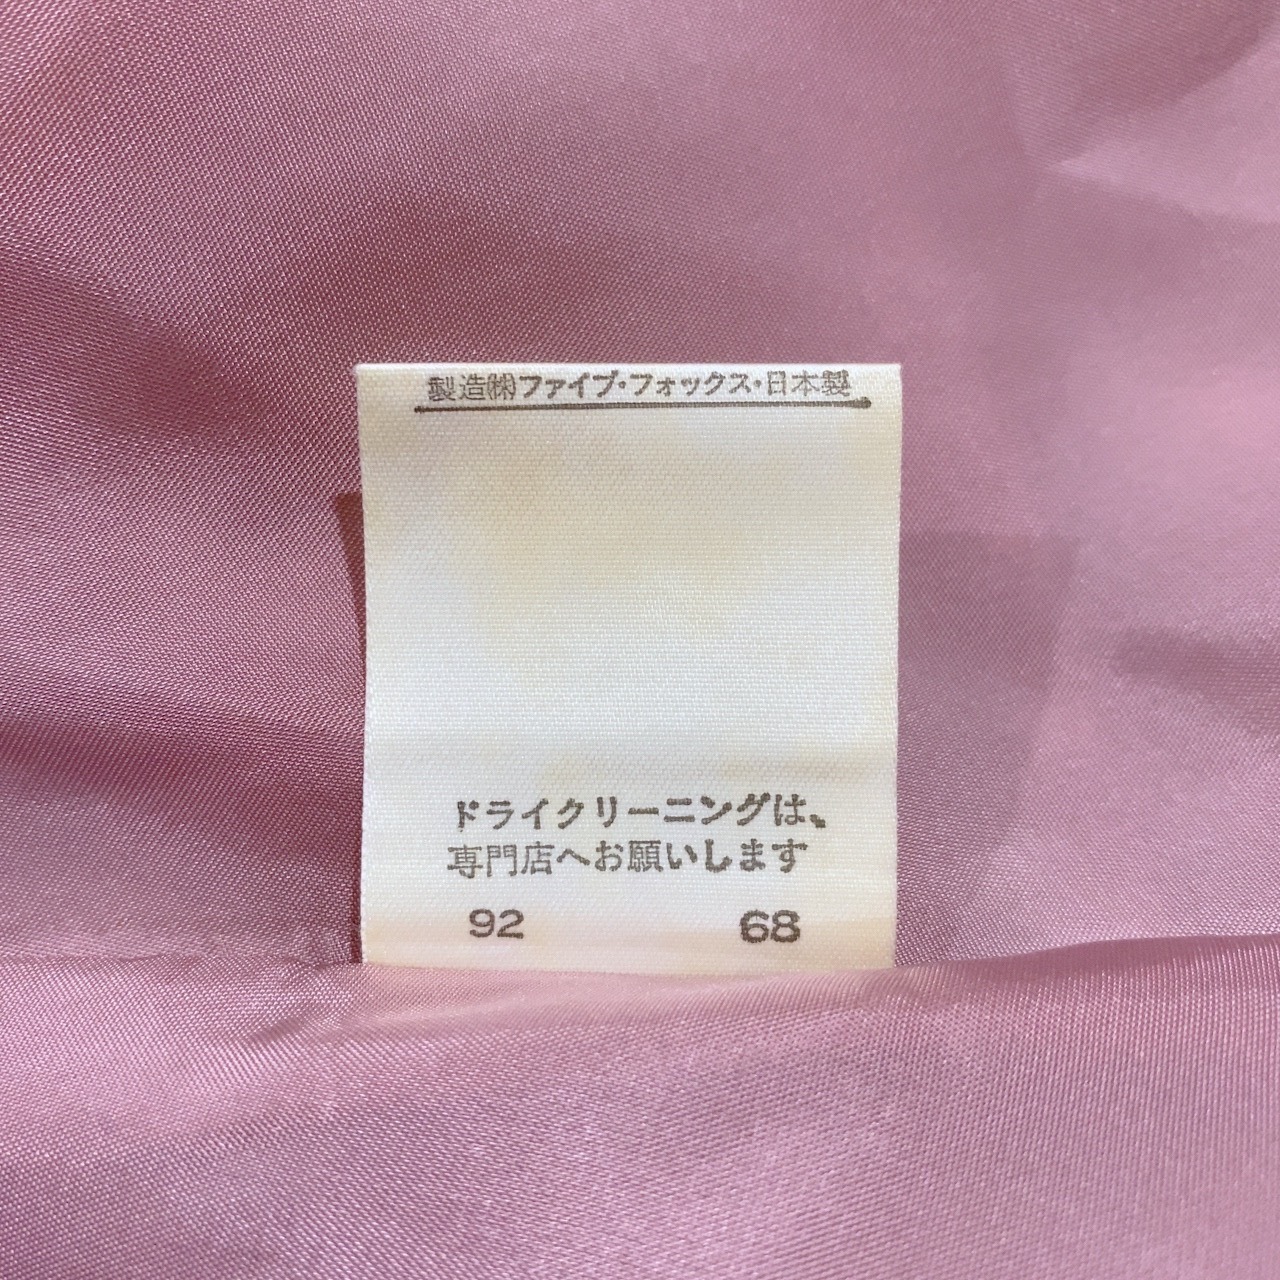 製造㈱ファイブ・フォックス・日本製
ドライクリーニングは、
専門店へお願いします
92 68